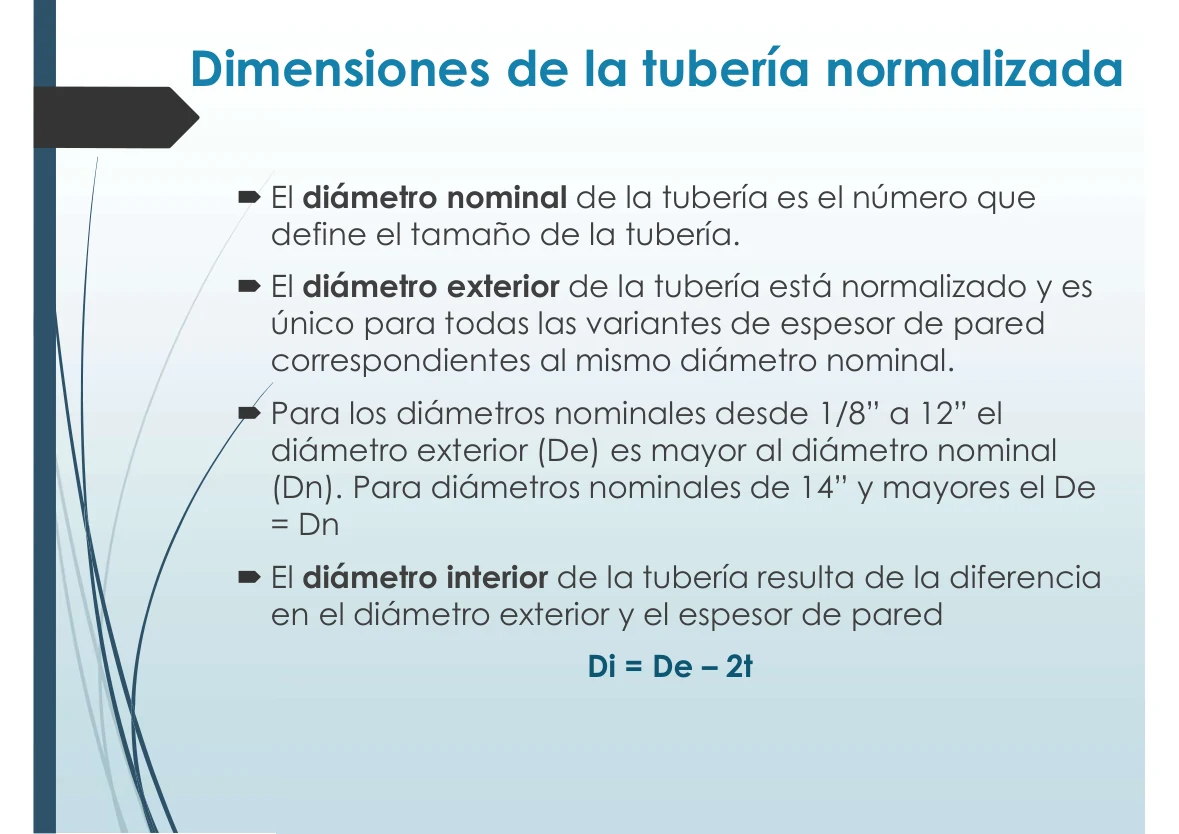 Dimensiones de la tubería normalizada
El diámetro nominal de la tubería es el número que
define el tamaño de la tubería.
El diámetro exterior de la tubería está normalizado y es
único para todas las variantes de espesor de pared
correspondientes al mismo diámetro nominal.
Para los diámetros nominales desde 1/8” a 12” el
diámetro exterior (De) es mayor al diámetro nominal
(Dn). Para diámetros nominales de 14” y mayores el De
= Dn
El diámetro interior de la tubería resulta de la diferencia
en el diámetro exterior y el espesor de pared
Di = De – 2t